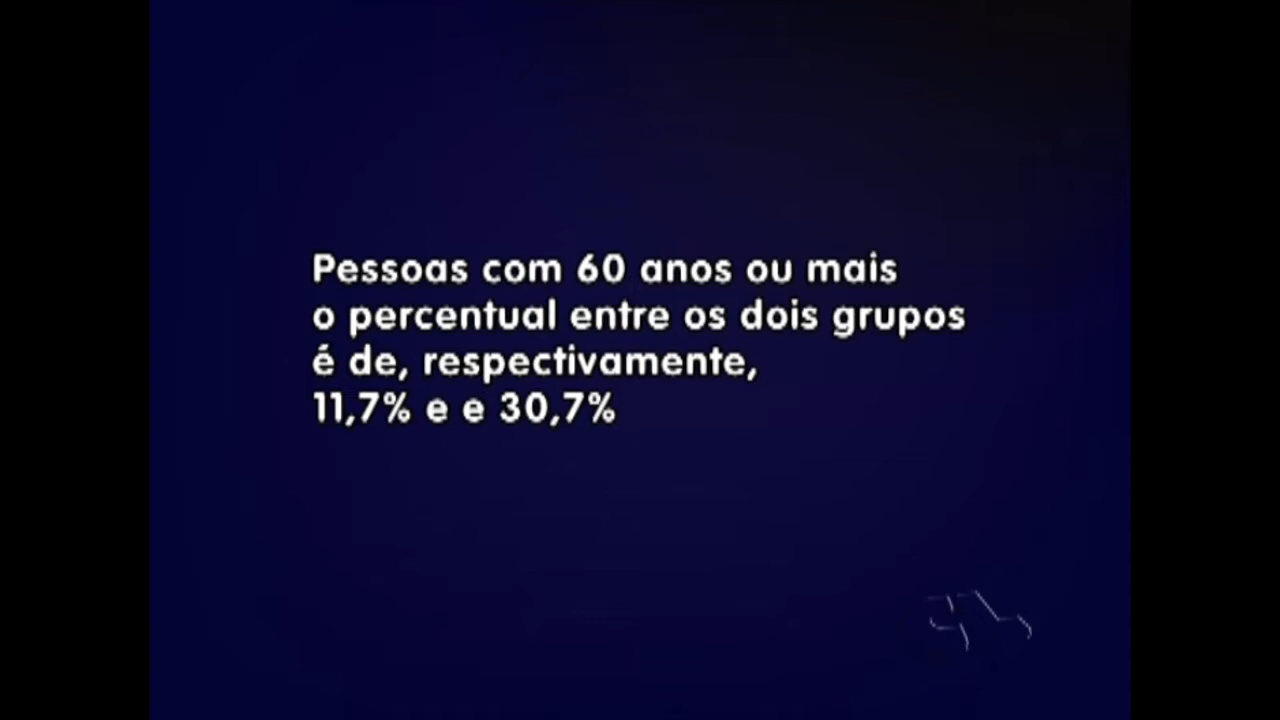 Pessoas com 60 anos ou mais
o percentual entre os dois grupos
é de, respectivamente,
11,7% e e 30,7%